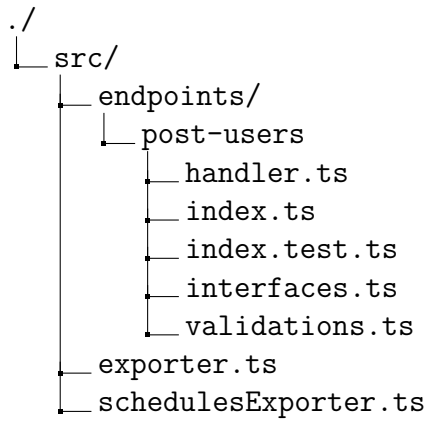 ./
src/
endpoints/
post-users
handler.ts
index.ts
index.test.ts
interfaces.ts
validations.ts
exporter.ts
schedulesExporter.ts